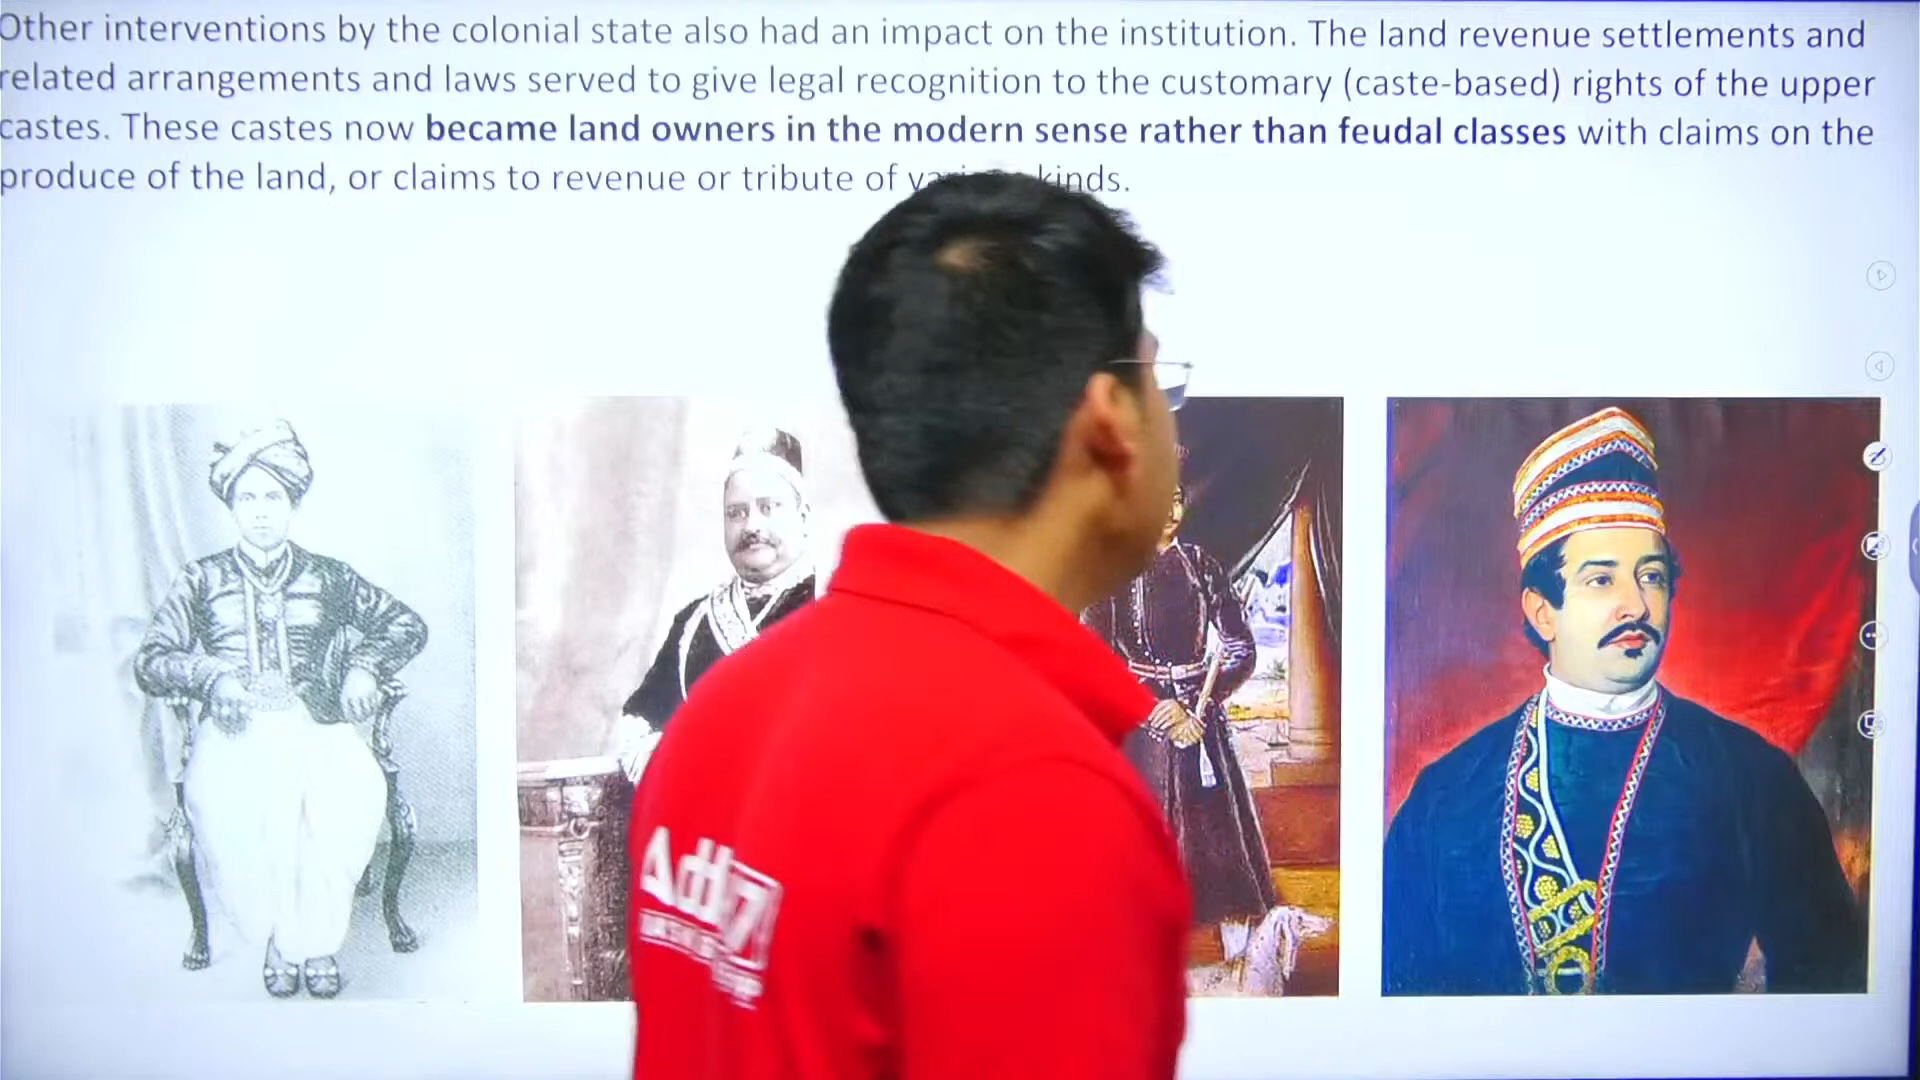 Other interventions by the colonial state also had an impact on the institution. The land revenue settlements and
related arrangements and laws served to give legal recognition to the customary (caste-based) rights of the upper
castes. These castes now became land owners in the modern sense rather than feudal classes with claims on the
produce of the land, or claims to revenue or tribute of kinds.